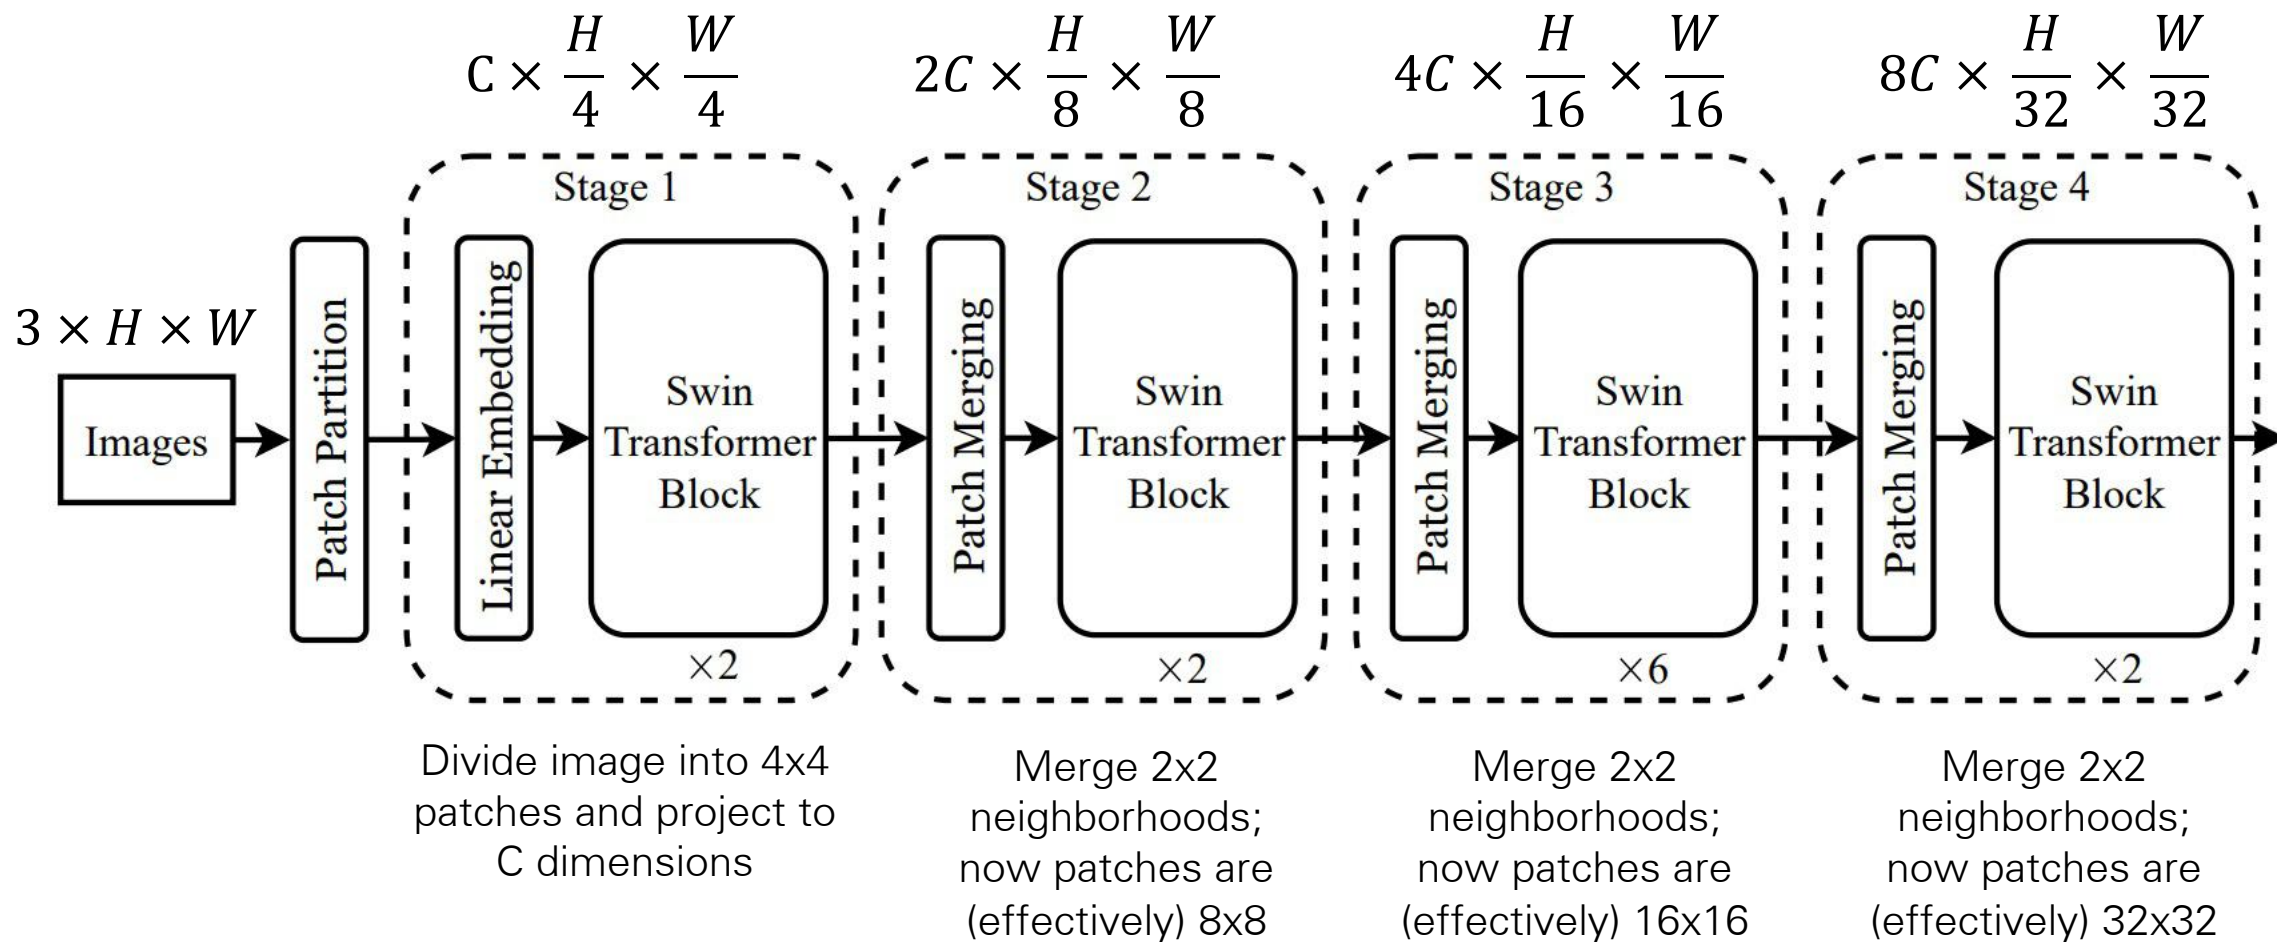 C × H/4 × W/4
2C × H/8 × W/8
4C × H/16 × W/16
8C × H/32 × W/32
3 × H × W
Images
Patch Partition
Stage 1
Linear Embedding
Swin
Transformer
Block
×2
Divide image into 4x4
patches and project to
C dimensions
Stage 2
Patch Merging
Swin
Transformer
Block
×2
Merge 2x2
neighborhoods;
now patches are
(effectively) 8x8
Stage 3
Patch Merging
Swin
Transformer
Block
×6
Merge 2x2
neighborhoods;
now patches are
(effectively) 16x16
Stage 4
Patch Merging
Swin
Transformer
Block
×2
Merge 2x2
neighborhoods;
now patches are
(effectively) 32x32